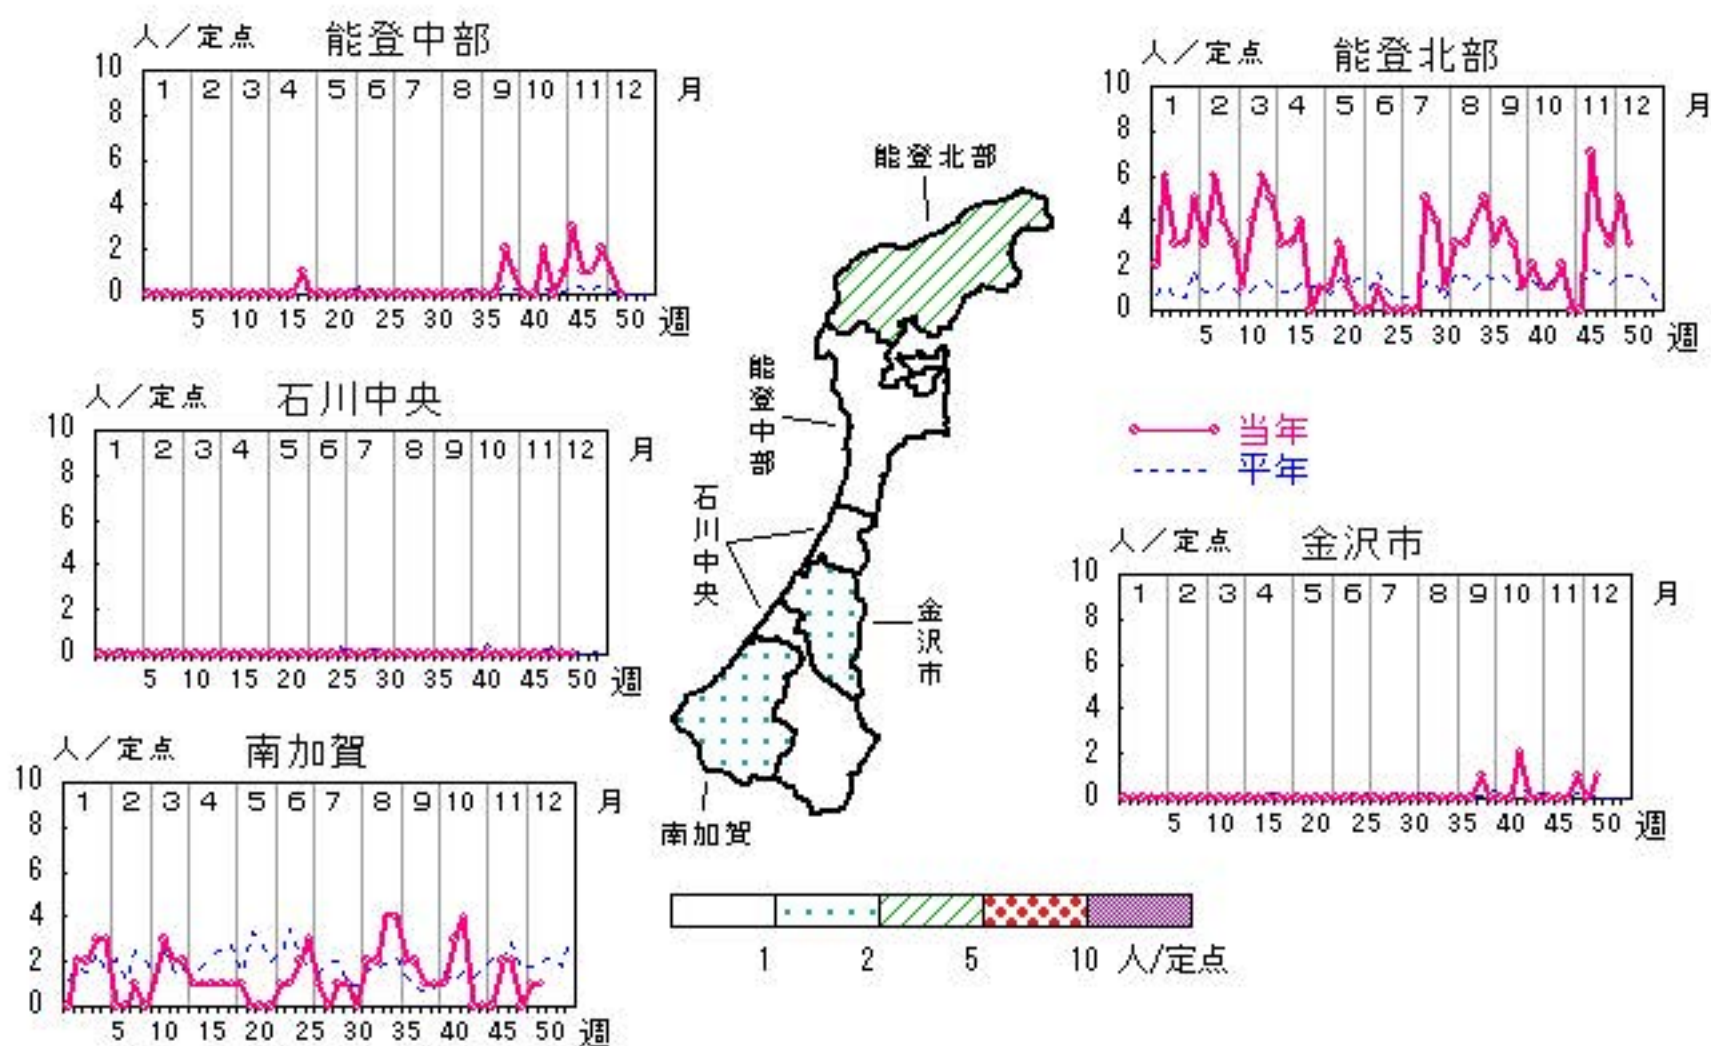 人／定点 能登中部
10 8 6 4 2 0
1 2 3 4 5 6 7 8 9 10 11 12 月
5 10 15 20 25 30 35 40 45 50 週
人／定点 能登北部
10 8 6 4 2 0
1 2 3 4 5 6 7 8 9 10 11 12 月
5 10 15 20 25 30 35 40 45 50 週
人／定点 石川中央
10 8 6 4 2 0
1 2 3 4 5 6 7 8 9 10 11 12 月
5 10 15 20 25 30 35 40 45 50 週
能登北部
能登中部
石川中央
金沢市
南加賀
当年
平年
人／定点 金沢市
10 8 6 4 2 0
1 2 3 4 5 6 7 8 9 10 11 12 月
5 10 15 20 25 30 35 40 45 50 週
人／定点 南加賀
10 8 6 4 2 0
1 2 3 4 5 6 7 8 9 10 11 12 月
5 10 15 20 25 30 35 40 45 50 週
1 2 5 10 人/定点